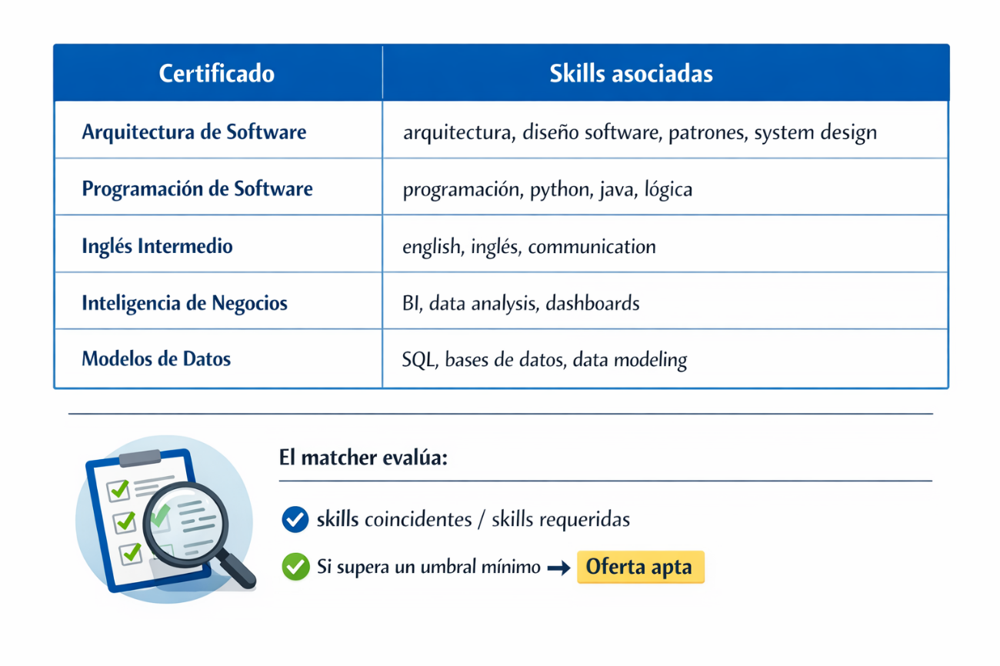 Certificado Skills asociadas
Arquitectura de Software arquitectura, diseño software, patrones, system design
Programación de Software programación, python, java, lógica
Inglés Intermedio english, inglés, communication
Inteligencia de Negocios BI, data analysis, dashboards
Modelos de Datos SQL, bases de datos, data modeling
El matcher evalúa:
skills coincidentes / skills requeridas
Si supera un umbral mínimo ➞ Oferta apta